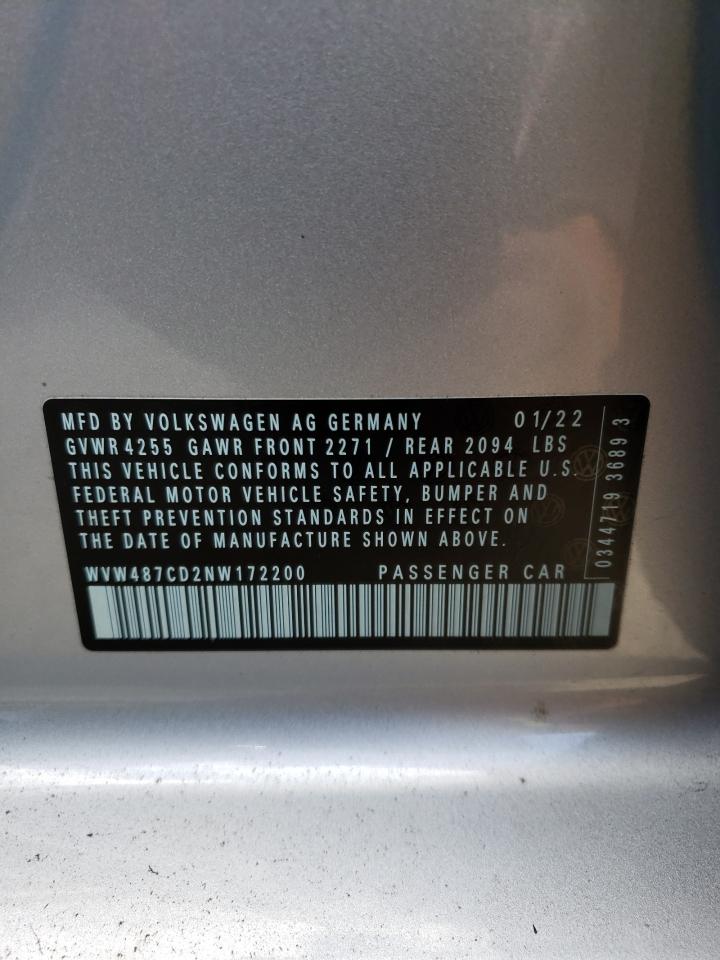 MFD BY VOLKSWAGEN AG GERMANY 01/22
GVWR 4255 GAWR FRONT 2271 / REAR 2094 LBS
THIS VEHICLE CONFORMS TO ALL APPLICABLE U.S.
FEDERAL MOTOR VEHICLE SAFETY, BUMPER AND
THEFT PREVENTION STANDARDS IN EFFECT ON
THE DATE OF MANUFACTURE SHOWN ABOVE.
WVW487CD2NW172200 PASSENGER CAR
0344719 3689 3